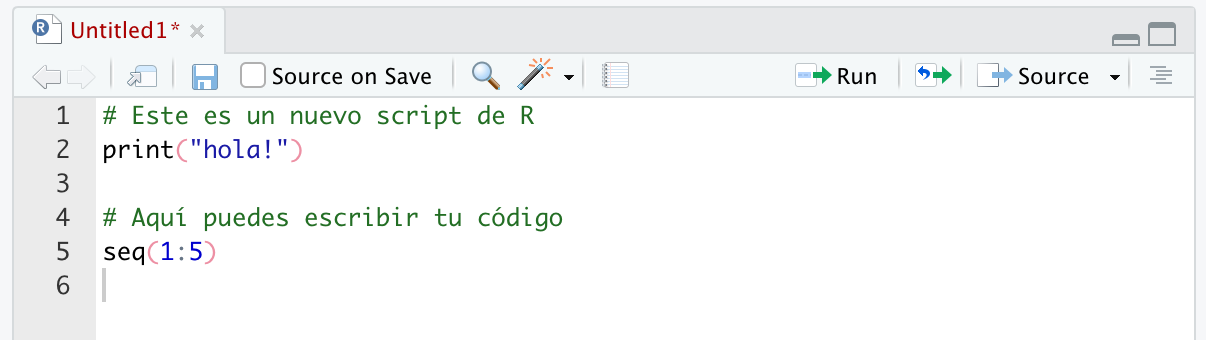 R Untitled1*
Source on Save Run Source
1 # Este es un nuevo script de R
2 print("hola!")
3
4 # Aquí puedes escribir tu código
5 seq(1:5)
6